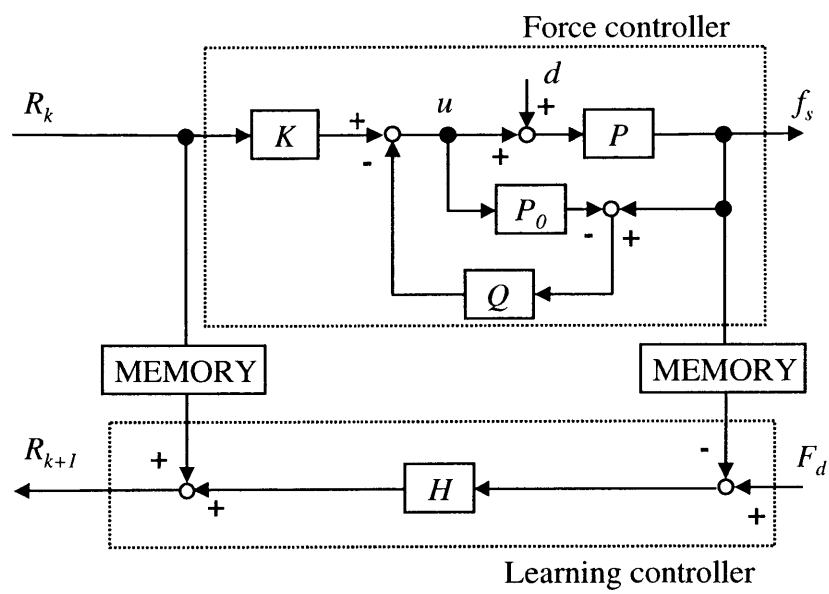 Force controller
R_k
K
+
-
u
+
d
+
P
f_s
P_0
-
+
Q
MEMORY
MEMORY
R_{k+1}
+
+
H
-
+
F_d
Learning controller